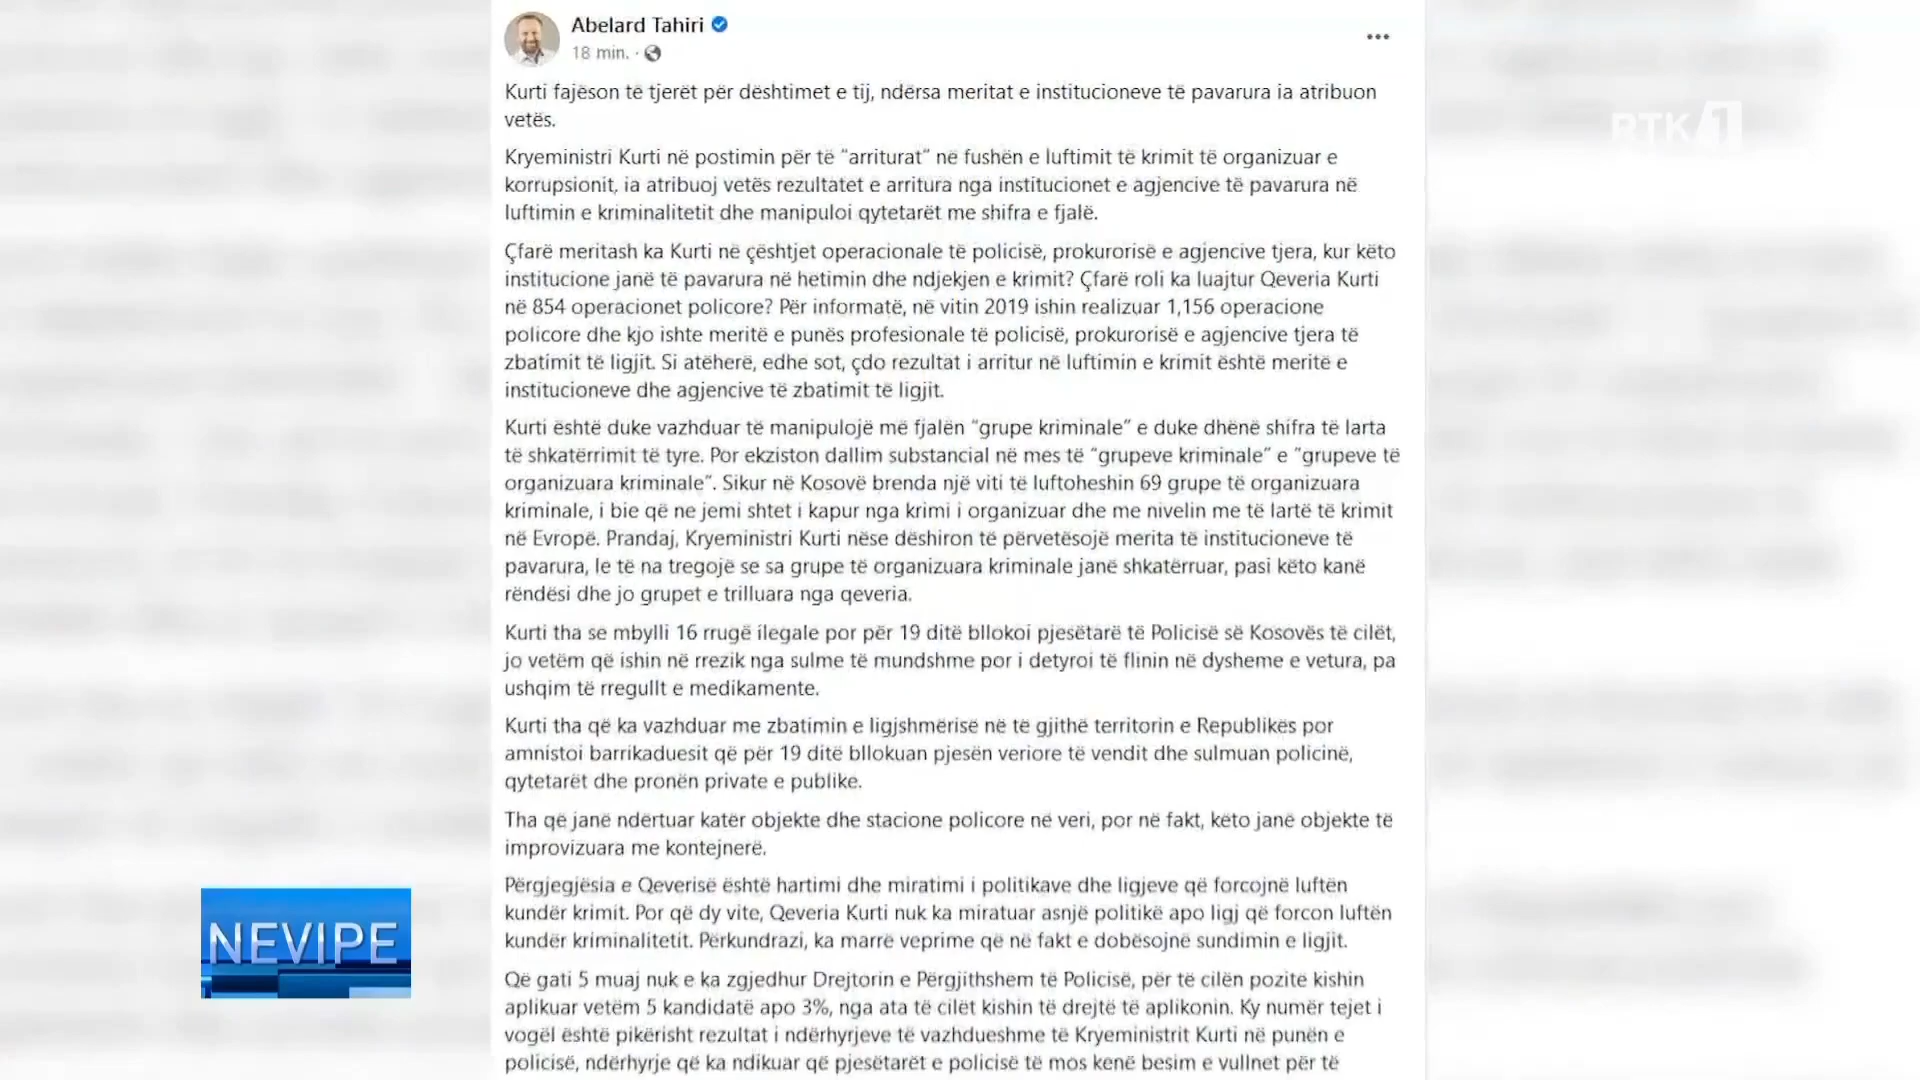 Abelard Tahiri
18 min.
Kurti fajëson të tjerët për dështimet e tij, ndërsa meritat e institucioneve të pavarura ia atribuon
vetës.
Kryeministri Kurti në postimin për të “arriturat” në fushën e luftimit të krimit të organizuar e
korrupsionit, ia atribuoj vetës rezultatet e arritura nga institucionet e agjencive të pavarura në
luftimin e kriminalitetit dhe manipuloi qytetarët me shifra e fjalë.
Çfarë meritash ka Kurti në çështjet operacionale të policisë, prokurorisë e agjencive tjera, kur këto
institucione janë të pavarura në hetimin dhe ndjekjen e krimit? Çfarë roli ka luajtur Qeveria Kurti
në 854 operacionet policore? Për informatë, në vitin 2019 ishin realizuar 1,156 operacione
policore dhe kjo ishte meritë e punës profesionale të policisë, prokurorisë e agjencive tjera të
zbatimit të ligjit. Si atëherë, edhe sot, çdo rezultat i arritur në luftimin e krimit është meritë e
institucioneve dhe agjencive të zbatimit të ligjit.
Kurti është duke vazhduar të manipulojë më fjalën “grupe kriminale” e duke dhënë shifra të larta
të shkatërrimit të tyre. Por ekziston dallim substancial në mes të “grupeve kriminale” e “grupeve të
organizuara kriminale”. Sikur në Kosovë brenda një viti të luftoheshin 69 grupe të organizuara
kriminale, i bie që ne jemi shtet i kapur nga krimi i organizuar dhe me nivelin me të lartë të krimit
në Evropë. Prandaj, Kryeministri Kurti nëse dëshiron të përvetësojë merita të institucioneve të
pavarura, le të na tregojë se sa grupe të organizuara kriminale janë shkatërruar, pasi këto kanë
rëndësi dhe jo grupet e trilluara nga qeveria.
Kurti tha se mbylli 16 rrugë ilegale por për 19 ditë bllokoi pjesëtarë të Policisë së Kosovës të cilët,
jo vetëm që ishin në rrezik nga sulme të mundshme por i detyroi të flinin në dysheme e vetura, pa
ushqim të rregullt e medikamente.
Kurti tha që ka vazhduar me zbatimin e ligjshmërisë në të gjithë territorin e Republikës por
amnistoi barrikaduesit që për 19 ditë bllokuan pjesën veriore të vendit dhe sulmuan policinë,
qytetarët dhe pronën private e publike.
Tha që janë ndërtuar katër objekte dhe stacione policore në veri, por në fakt, këto janë objekte të
improvizuara me kontejnerë.
Përgjegjësia e Qeverisë është hartimi dhe miratimi i politikave dhe ligjeve që forcojnë luftën
kundër krimit. Por që dy vite, Qeveria Kurti nuk ka miratuar asnjë politikë apo ligj që forcon luftën
kundër kriminalitetit. Përkundrazi, ka marrë veprime që në fakt e dobësojnë sundimin e ligjit.
Që gati 5 muaj nuk e ka zgjedhur Drejtorin e Përgjithshem të Policisë, për të cilën pozitë kishin
aplikuar vetëm 5 kandidatë apo 3%, nga ata të cilët kishin të drejtë të aplikonin. Ky numër tejet i
vogël është pikërisht rezultat i ndërhyrjeve të vazhdueshme të Kryeministrit Kurti në punën e
policisë, ndërhyrje që ka ndikuar që pjesëtarët e policisë të mos kenë besim e vullnet për të
RTK 1
NEVIPE